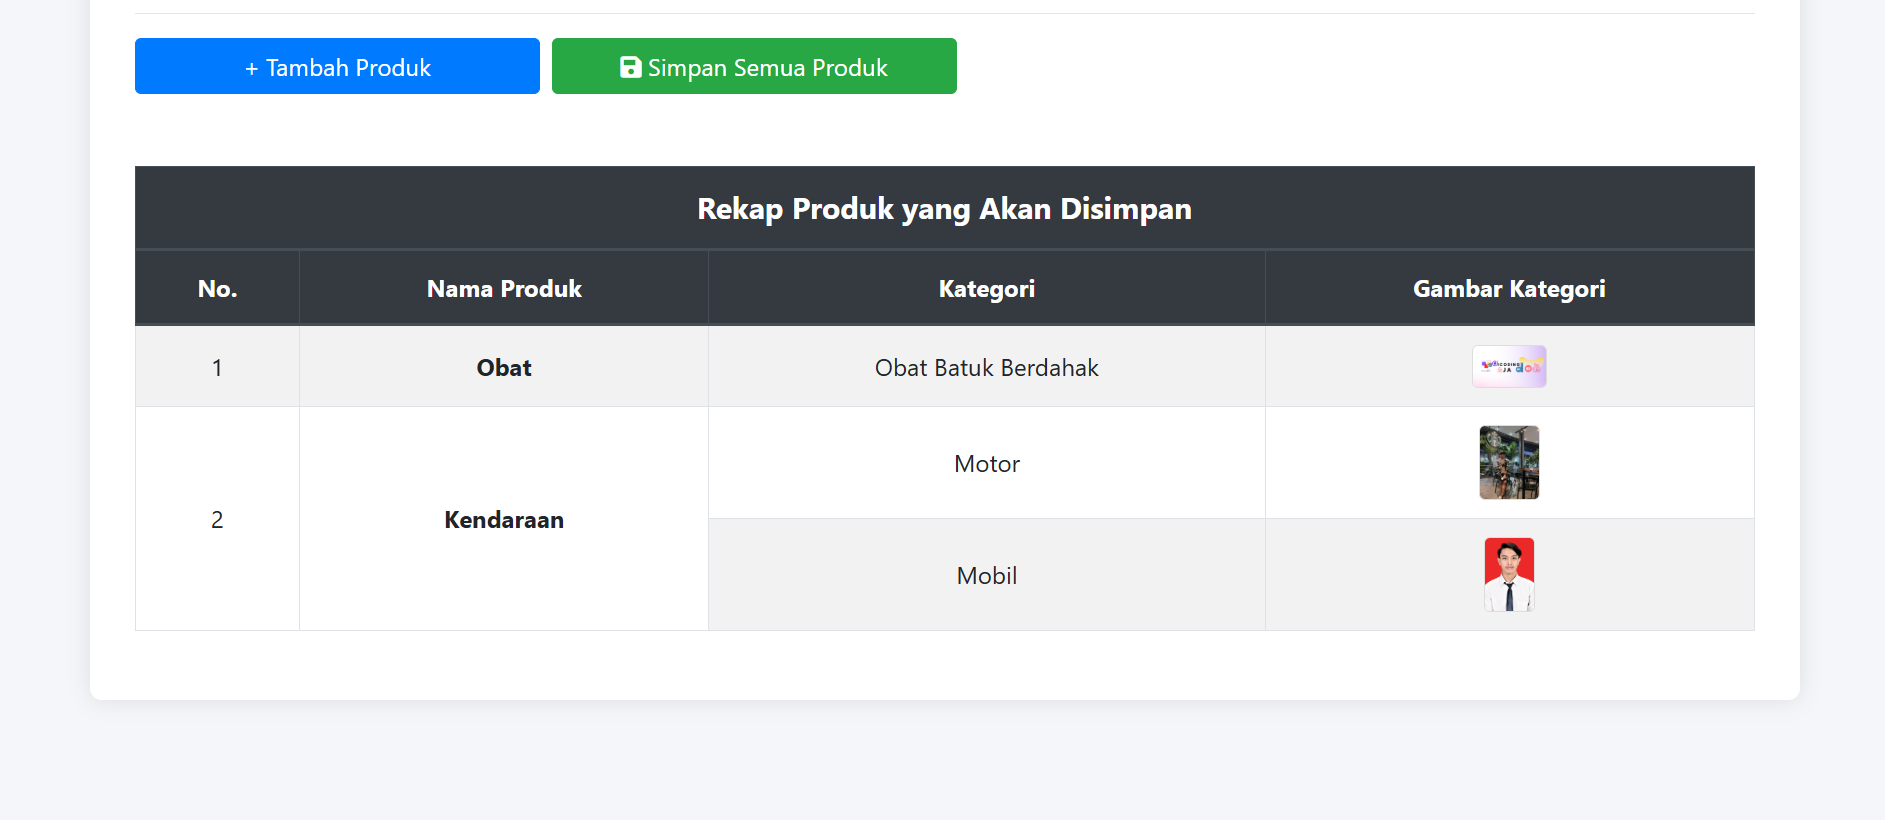 + Tambah Produk
Simpan Semua Produk
Rekap Produk yang Akan Disimpan
No.
Nama Produk
Kategori
Gambar Kategori
1
Obat
Obat Batuk Berdahak
2
Kendaraan
Motor
Mobil